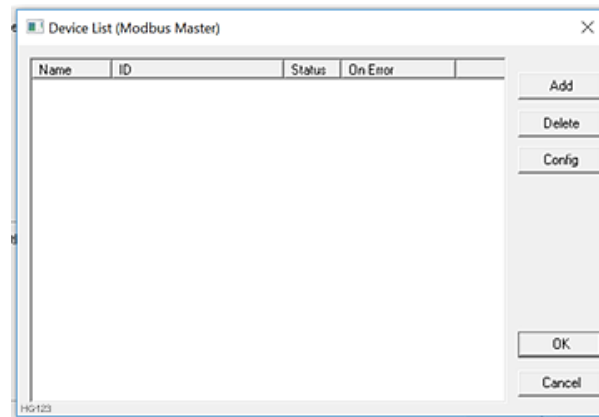 Device List (Modbus Master)
Name ID Status On Error
Add
Delete
Config
OK
Cancel
HG123